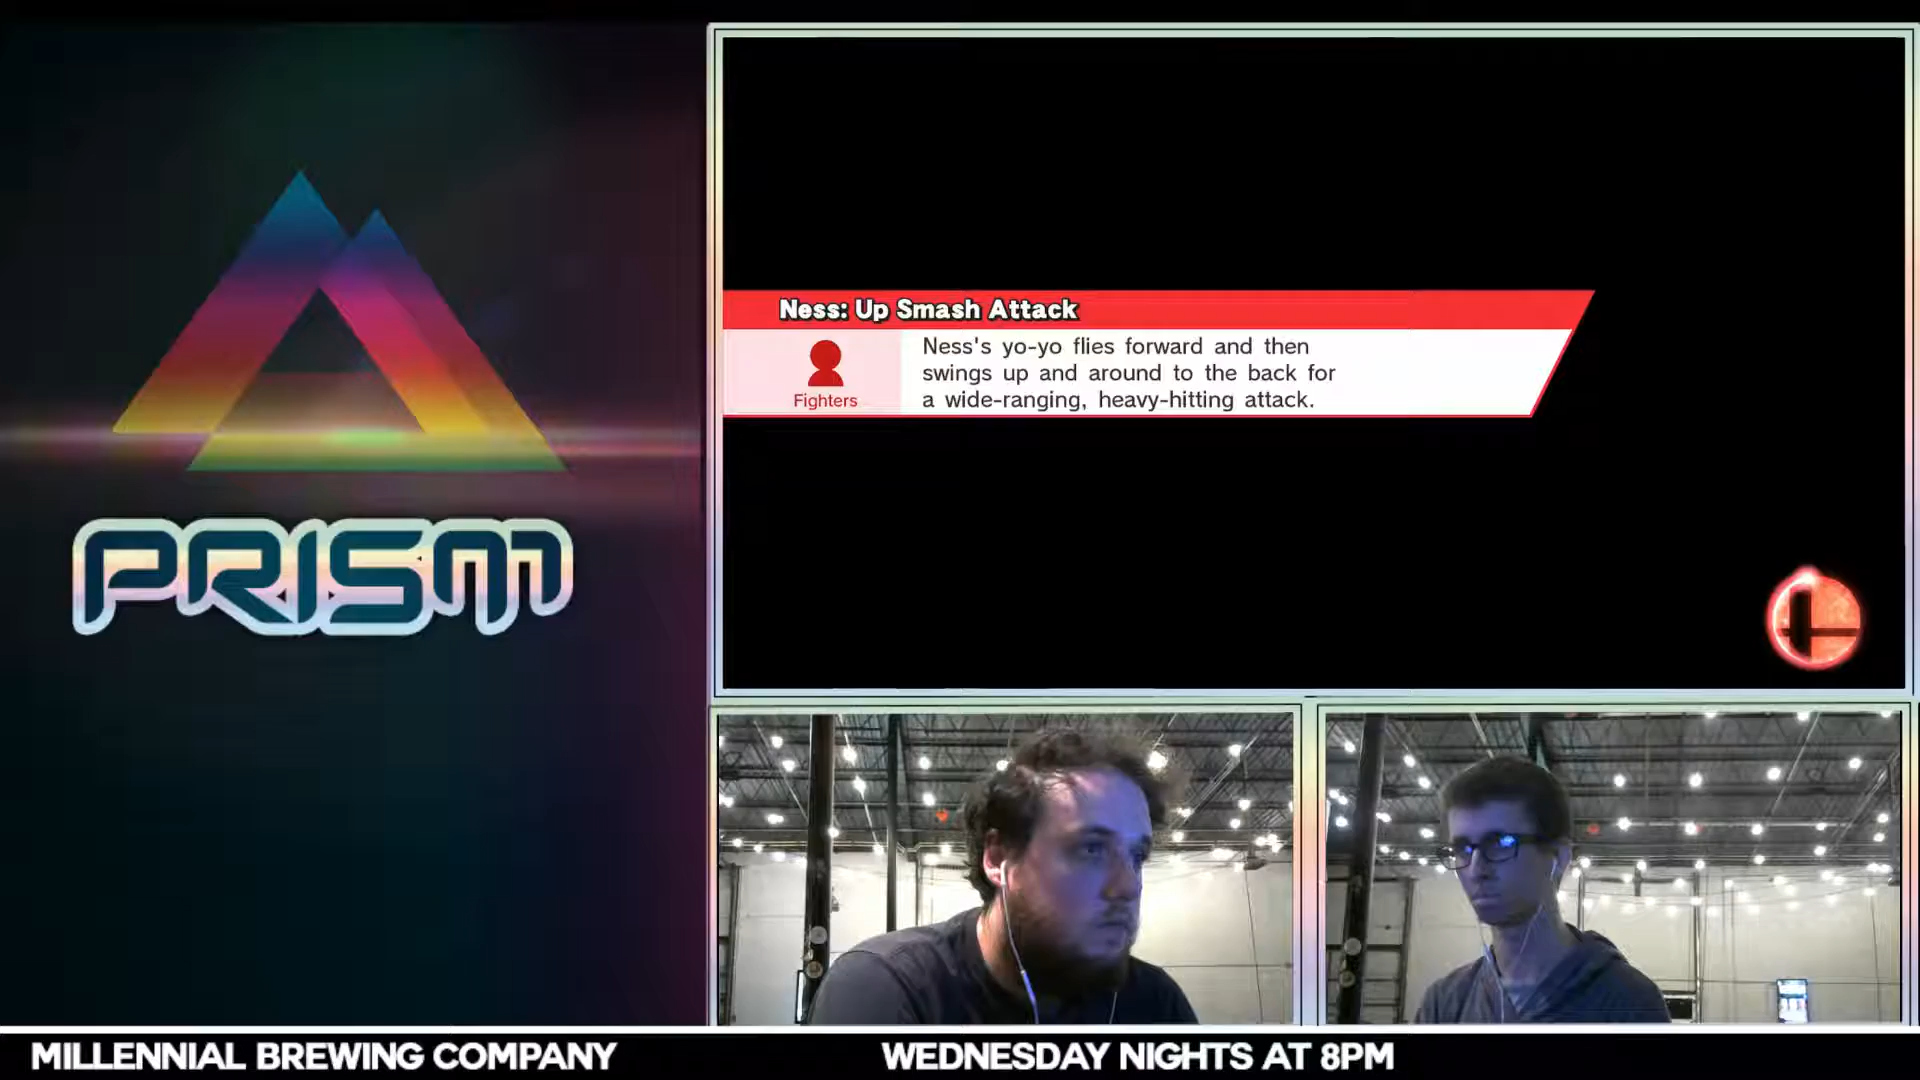 PRISM
Ness: Up Smash Attack
Fighters
Ness's yo-yo flies forward and then
swings up and around to the back for
a wide-ranging, heavy-hitting attack.
MILLENNIAL BREWING COMPANY
WEDNESDAY NIGHTS AT 8PM